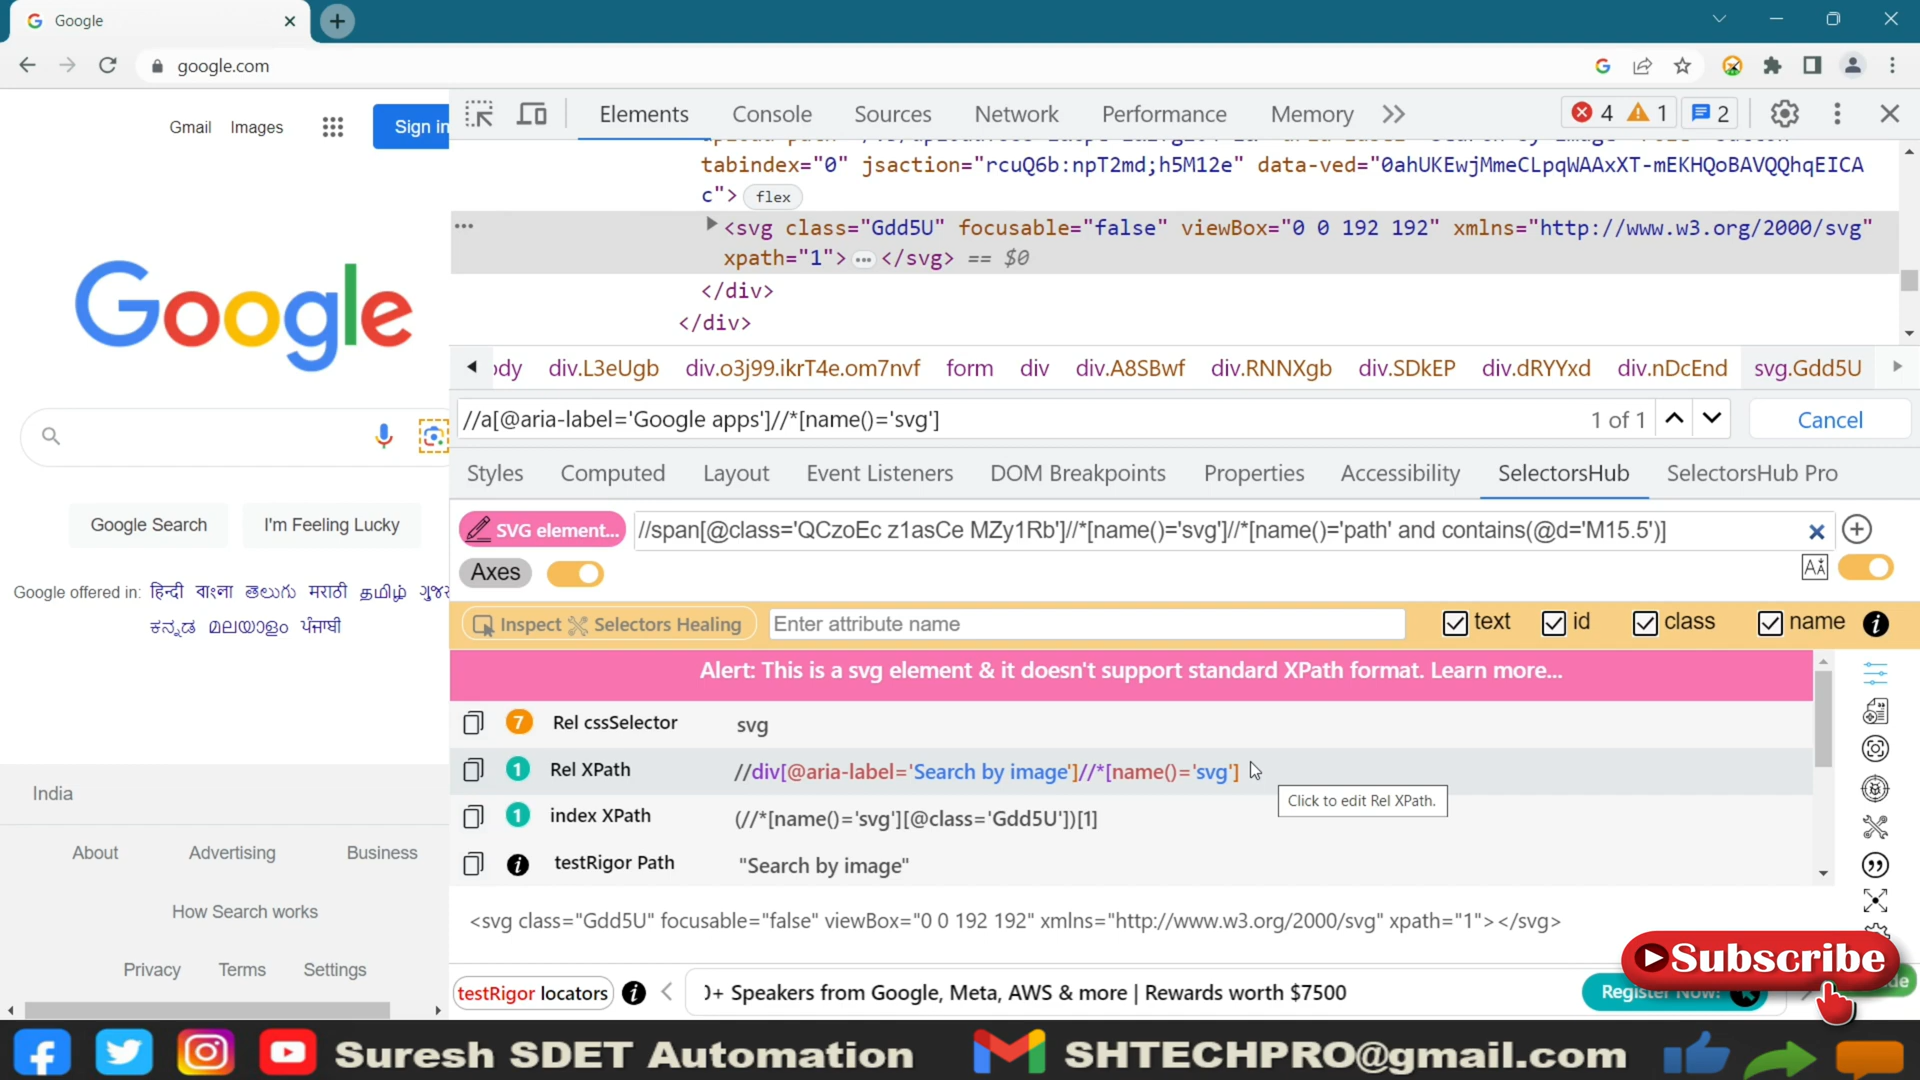 Google
google.com
Gmail Images Sign in
Elements Console Sources Network Performance Memory 4 1 2
tabindex="0" jsaction="rcuQ6b:npT2md;h5M12e" data-ved="0ahUKEwjMmeCLpqWAAxXT-mEKHQoBAVQQhqEICA
c"> flex
<svg class="Gdd5U" focusable="false" viewBox="0 0 192 192" xmlns="http://www.w3.org/2000/svg"
xpath="1"> … </svg> == $0
</div>
</div>
ody div.L3eUgb div.o3j99.ikrT4e.om7nvf form div div.A8SBwf div.RNNXgb div.SDkEP div.dRYYxd div.nDcEnd svg.Gdd5U
//a[@aria-label='Google apps']//*[name()='svg'] 1 of 1 Cancel
Styles Computed Layout Event Listeners DOM Breakpoints Properties Accessibility SelectorsHub SelectorsHub Pro
SVG element... //span[@class='QCzoEc z1asCe MZy1Rb']//*[name()='svg']//*[name()='path' and contains(@d='M15.5')]
Axes
Inspect Selectors Healing Enter attribute name text id class name
Alert: This is a svg element & it doesn't support standard XPath format. Learn more...
7 Rel cssSelector svg
1 Rel XPath //div[@aria-label='Search by image']//*[name()='svg']
Click to edit Rel XPath.
1 index XPath (//*[name()='svg'][@class='Gdd5U'])[1]
testRigor Path "Search by image"
<svg class="Gdd5U" focusable="false" viewBox="0 0 192 192" xmlns="http://www.w3.org/2000/svg" xpath="1"></svg>
testRigor locators 0+ Speakers from Google, Meta, AWS & more | Rewards worth $7500 Register Now!
Subscribe
Google
Google Search I'm Feeling Lucky
Google offered in: हिन्दी বাংলা తెలుగు मराठी தமிழ்
ಕನ್ನಡ മലയാളം ਪੰਜਾਬੀ
India
About Advertising Business
How Search works
Privacy Terms Settings
Suresh SDET Automation SHTECHPRO@gmail.com